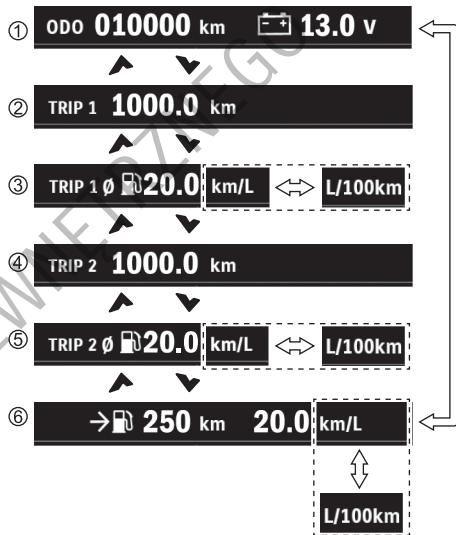 ① ODO 010000 km 13.0 V
② TRIP 1 1000.0 km
③ TRIP 1 Ø 20.0 km/L L/100km
④ TRIP 2 1000.0 km
⑤ TRIP 2 Ø 20.0 km/L L/100km
⑥ 250 km 20.0 km/L
L/100km